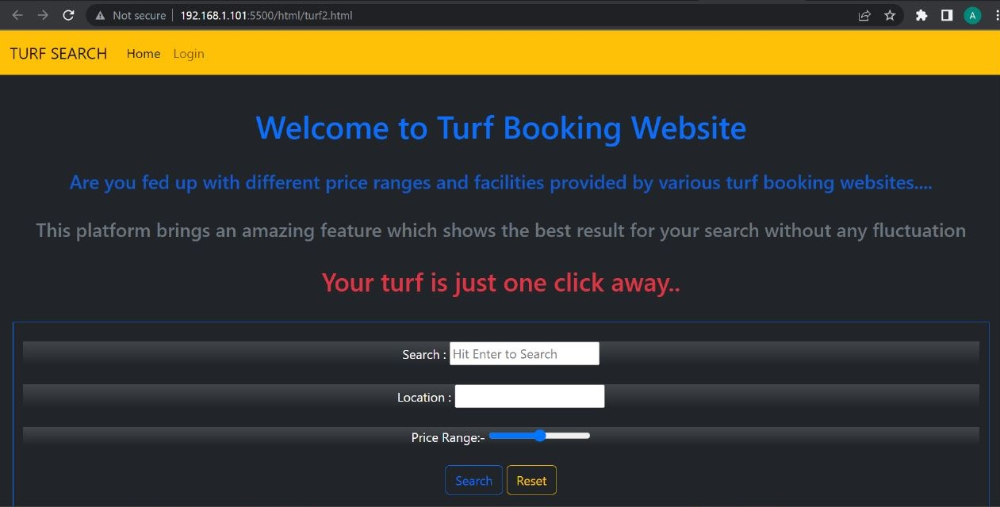 Not secure 192.168.1.101:5500/html/turf2.html A
TURF SEARCH Home Login
Welcome to Turf Booking Website
Are you fed up with different price ranges and facilities provided by various turf booking websites....
This platform brings an amazing feature which shows the best result for your search without any fluctuation
Your turf is just one click away..
Search : Hit Enter to Search
Location :
Price Range:-
Search Reset